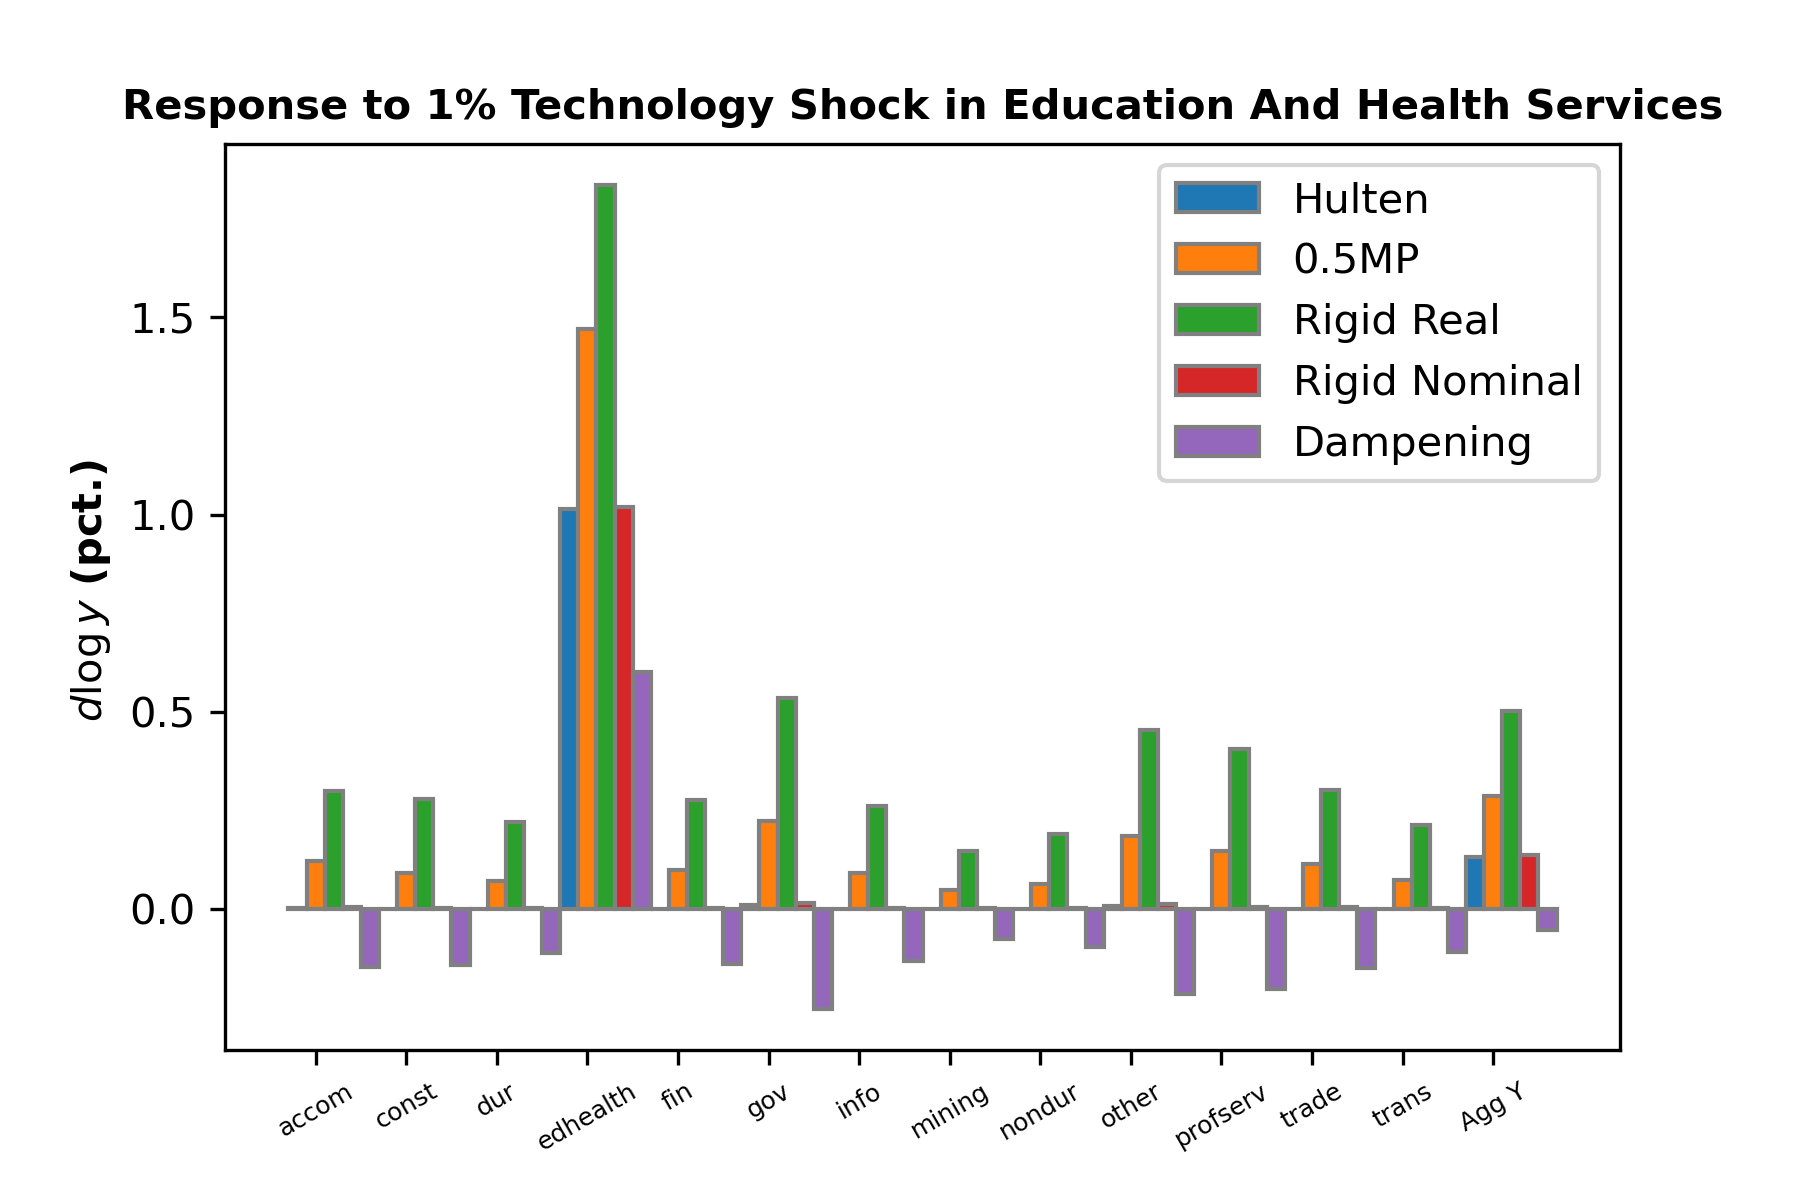 Response to 1% Technology Shock in Education And Health Services
Hulten
0.5MP
Rigid Real
Rigid Nominal
Dampening
dlog y (pct.)
1.5
1.0
0.5
0.0
accom const dur edhealth fin gov info mining nondur other profserv trade trans Agg Y